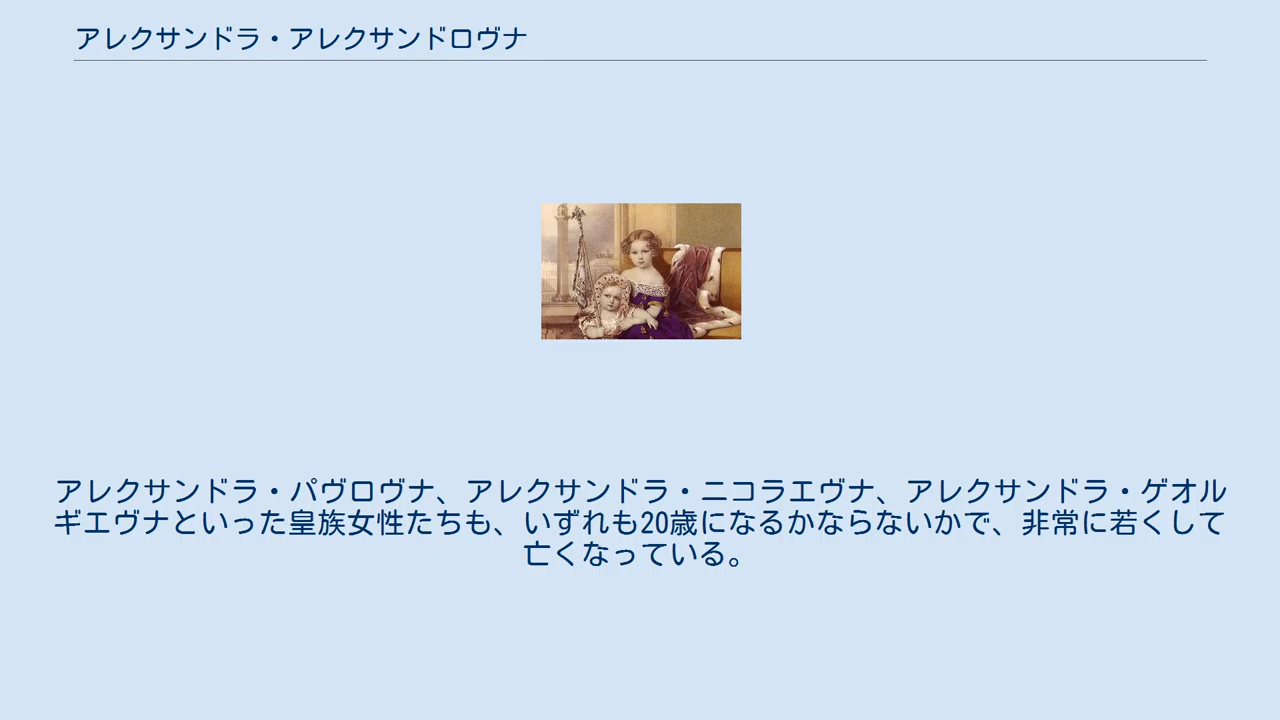 アレクサンドラ・アレクサンドロヴナ
アレクサンドラ・パヴロヴナ、アレクサンドラ・ニコラエヴナ、アレクサンドラ・ゲオル
ギエヴナといった皇族女性たちも、いずれも20歳になるかならないかで、非常に若くして
亡くなっている。